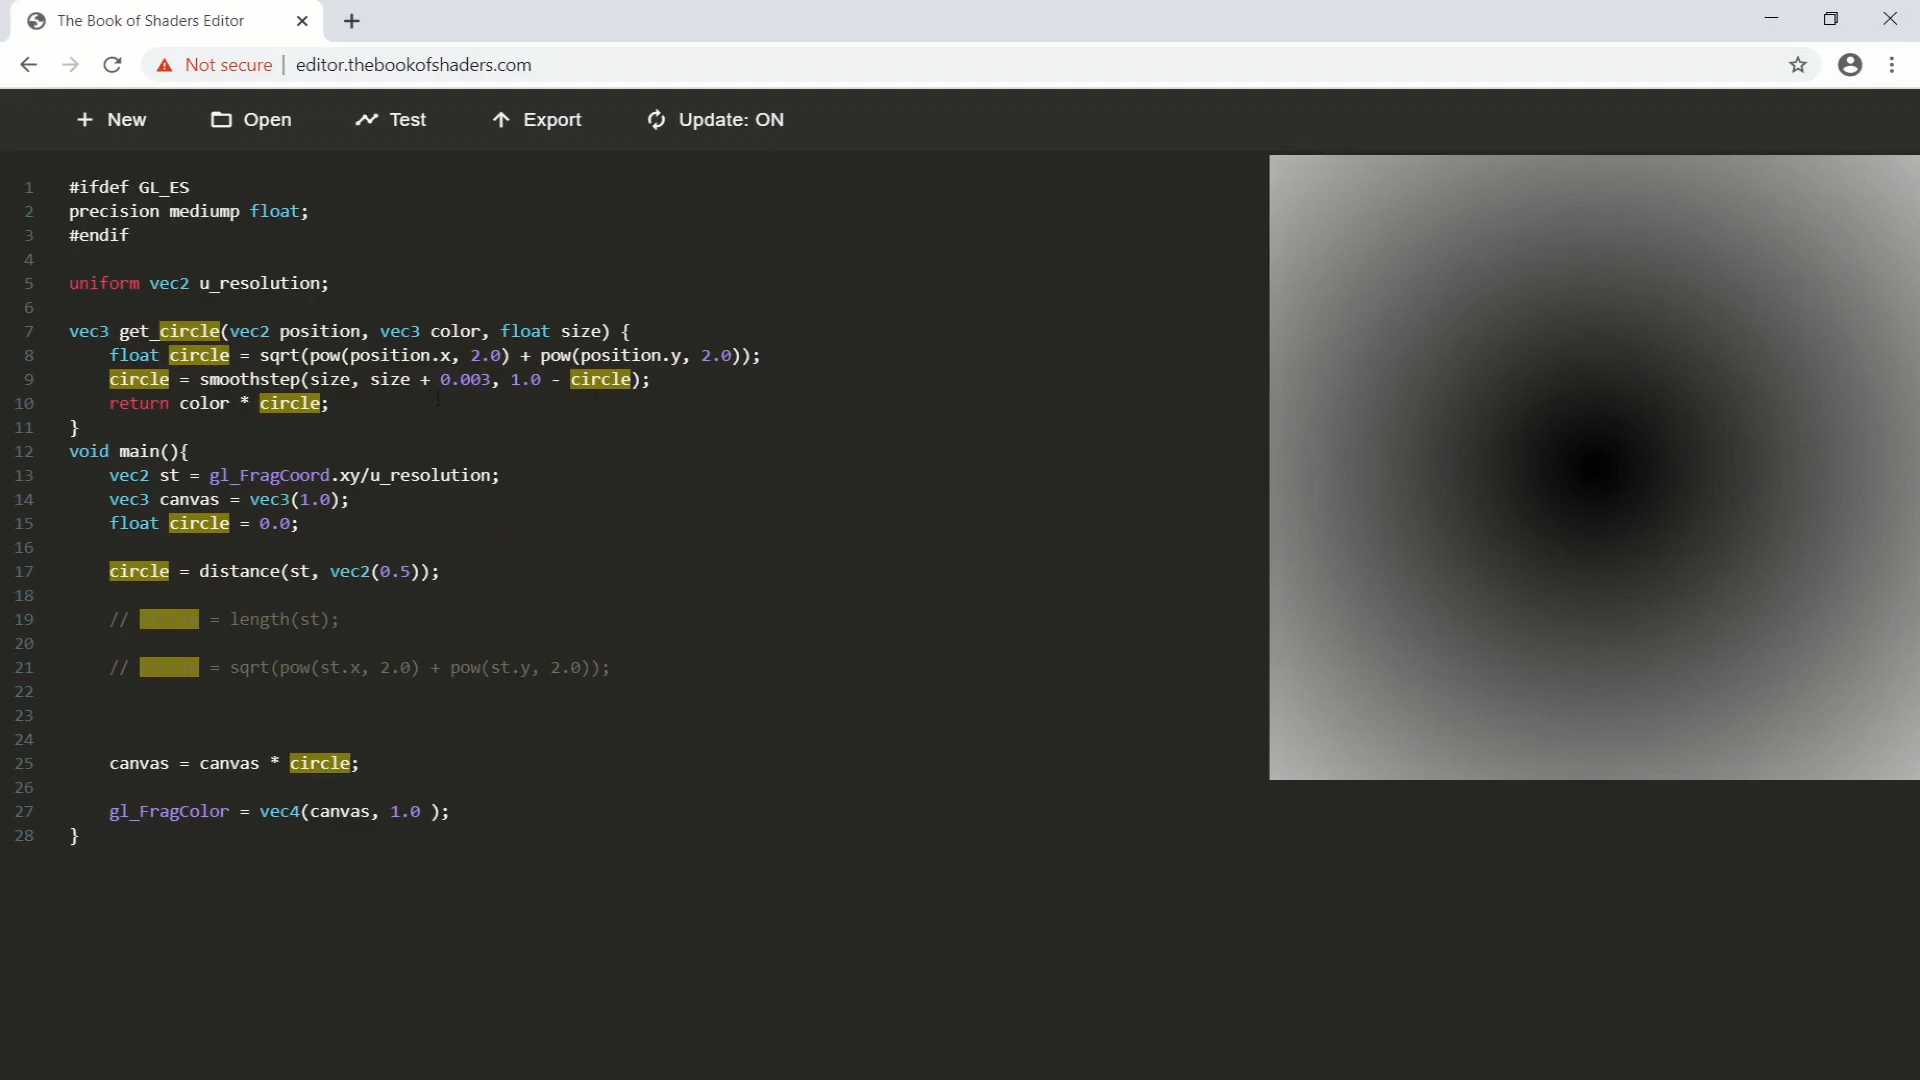 The Book of Shaders Editor
Not secure | editor.thebookofshaders.com
New Open Test Export Update: ON
1 #ifdef GL_ES
2 precision mediump float;
3 #endif
4
5 uniform vec2 u_resolution;
6
7 vec3 get_circle(vec2 position, vec3 color, float size) {
8 float circle = sqrt(pow(position.x, 2.0) + pow(position.y, 2.0));
9 circle = smoothstep(size, size + 0.003, 1.0 - circle);
10 return color * circle;
11 }
12 void main(){
13 vec2 st = gl_FragCoord.xy/u_resolution;
14 vec3 canvas = vec3(1.0);
15 float circle = 0.0;
16
17 circle = distance(st, vec2(0.5));
18
19 // = length(st);
20
21 // = sqrt(pow(st.x, 2.0) + pow(st.y, 2.0));
22
23
24
25 canvas = canvas * circle;
26
27 gl_FragColor = vec4(canvas, 1.0 );
28 }